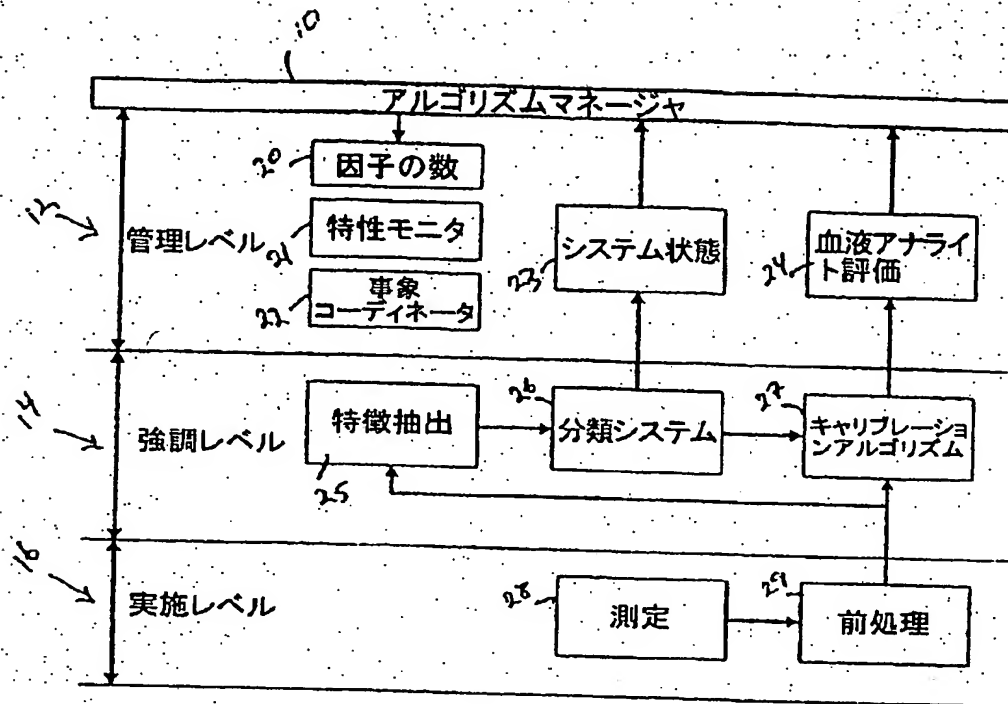 10
アルゴリズムマネージャ
20
因子の数
12
管理レベル
21
特性モニタ
22
事象
コーディネータ
23
システム状態
24
血液アナライ
ト評価
14
強調レベル
特徴抽出
25
26
分類システム
27
キャリブレーショ
ンアルゴリズム
16
実施レベル
28
測定
29
前処理